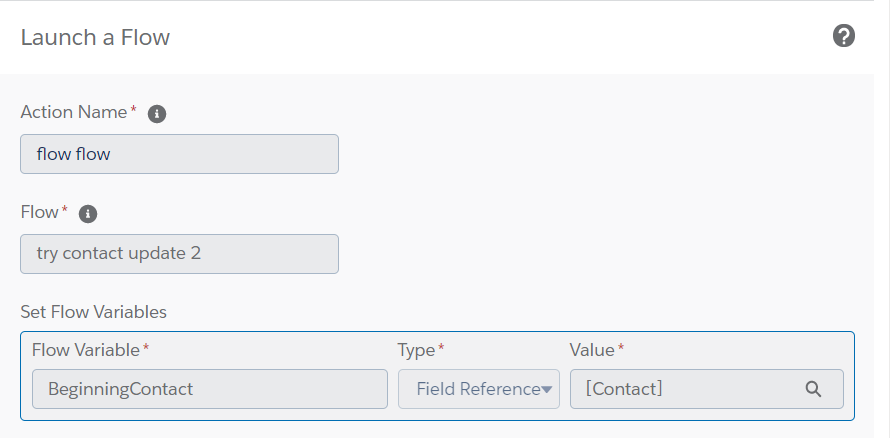 Launch a Flow
Action Name*
flow flow
Flow*
try contact update 2
Set Flow Variables
Flow Variable* Type* Value*
BeginningContact Field Reference [Contact]